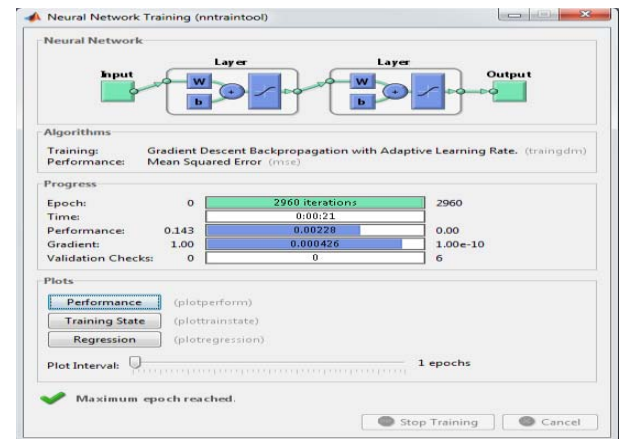 Neural Network Training (nntraintool)
Neural Network
Layer Layer
Input Output
W W
b + b +
Algorithms
Training: Gradient Descent Backpropagation with Adaptive Learning Rate. (traingdm)
Performance: Mean Squared Error (mse)
Progress
Epoch: 0 2960 iterations 2960
Time: 0:00:21
Performance: 0.143 0.00228 0.00
Gradient: 1.00 0.000426 1.00e-10
Validation Checks: 0 0 6
Plots
Performance (plotperform)
Training State (plottrainstate)
Regression (plotregression)
Plot Interval: 1 epochs
Maximum epoch reached.
Stop Training Cancel